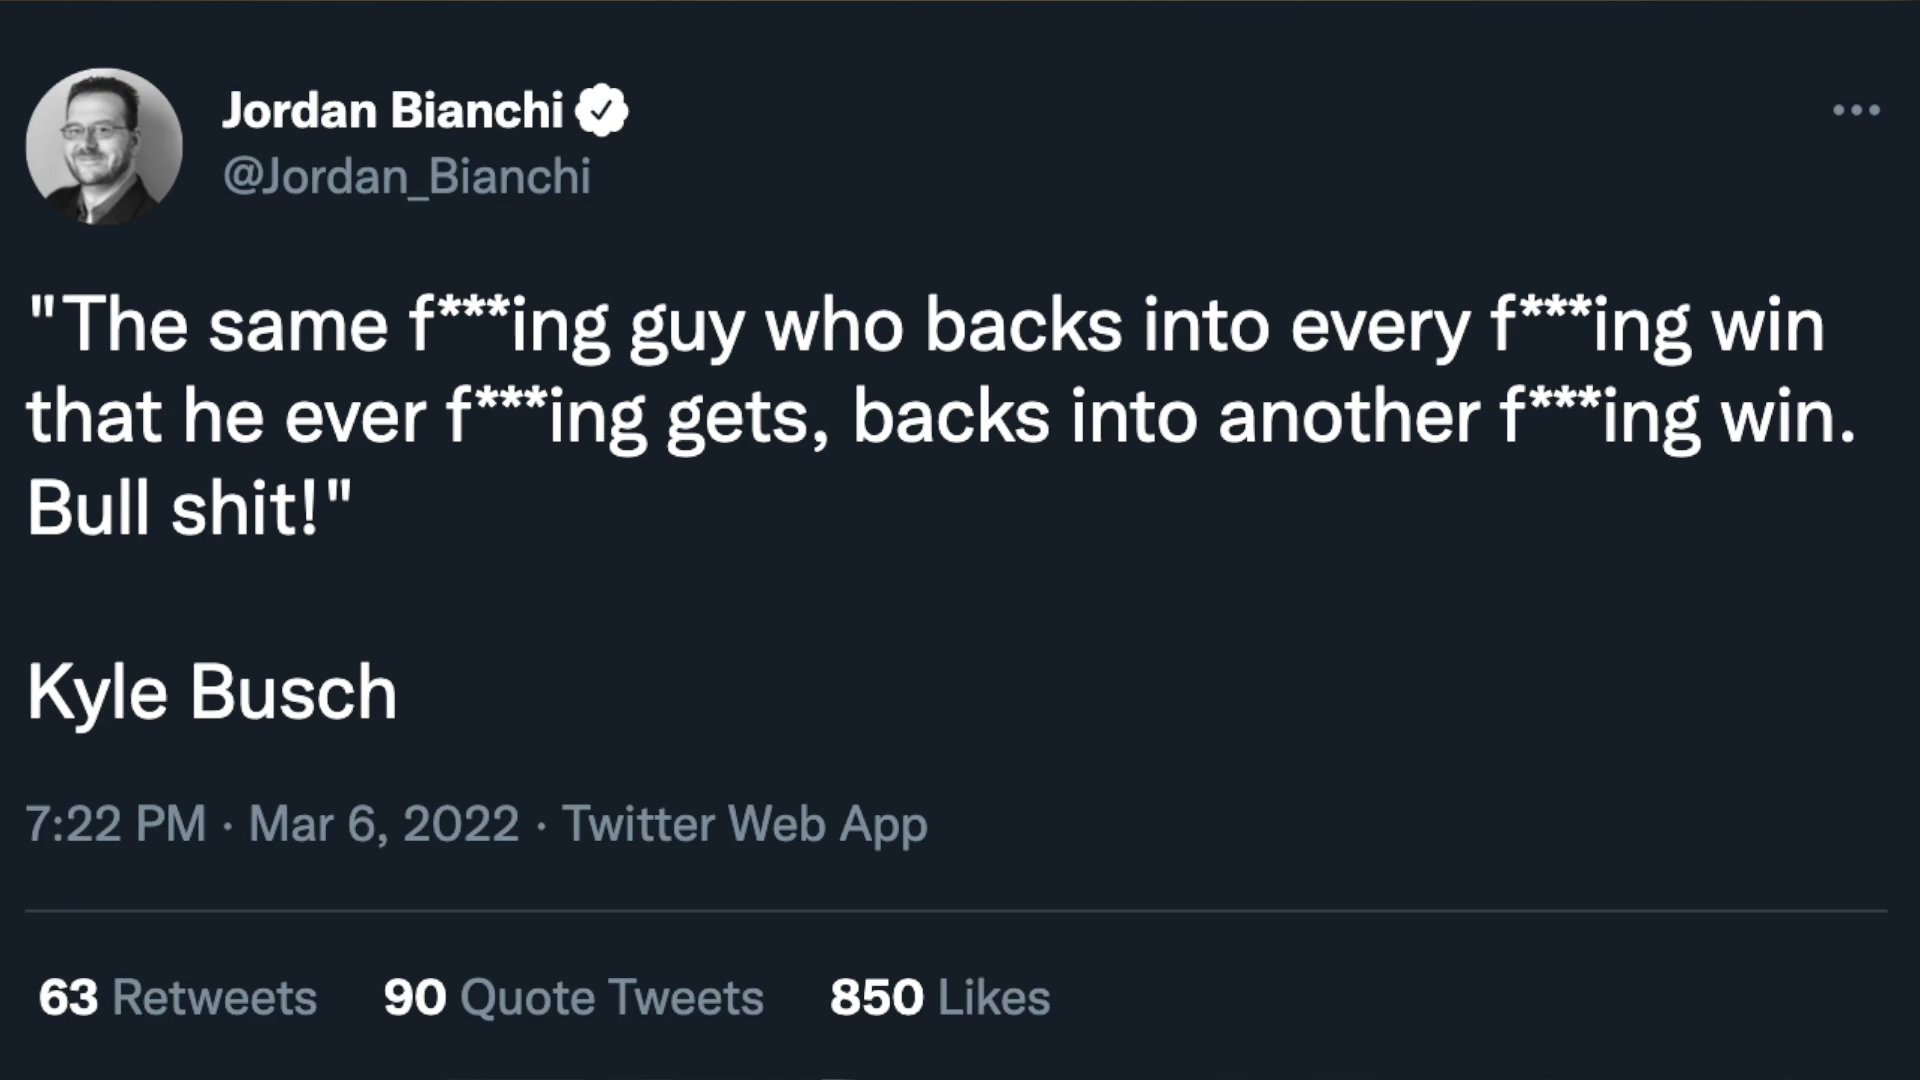 Jordan Bianchi
@Jordan_Bianchi
"The same f***ing guy who backs into every f***ing win
that he ever f***ing gets, backs into another f***ing win.
Bull shit!"
Kyle Busch
7:22 PM · Mar 6, 2022 · Twitter Web App
63 Retweets 90 Quote Tweets 850 Likes